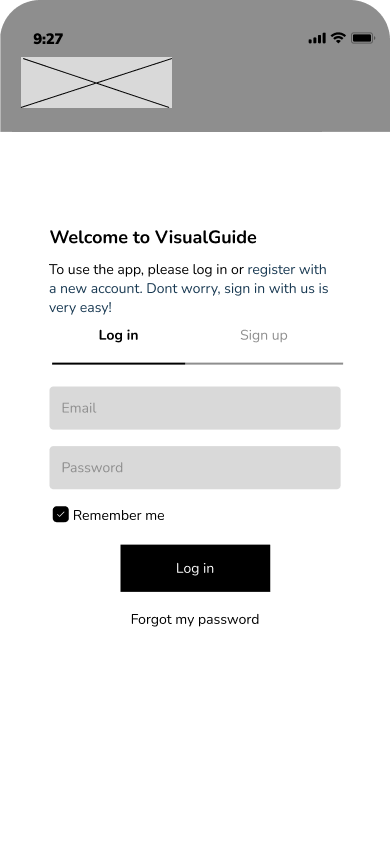 9:27
Welcome to VisualGuide
To use the app, please log in or register with
a new account. Dont worry, sign in with us is
very easy!
Log in Sign up
Email
Password
Remember me
Log in
Forgot my password